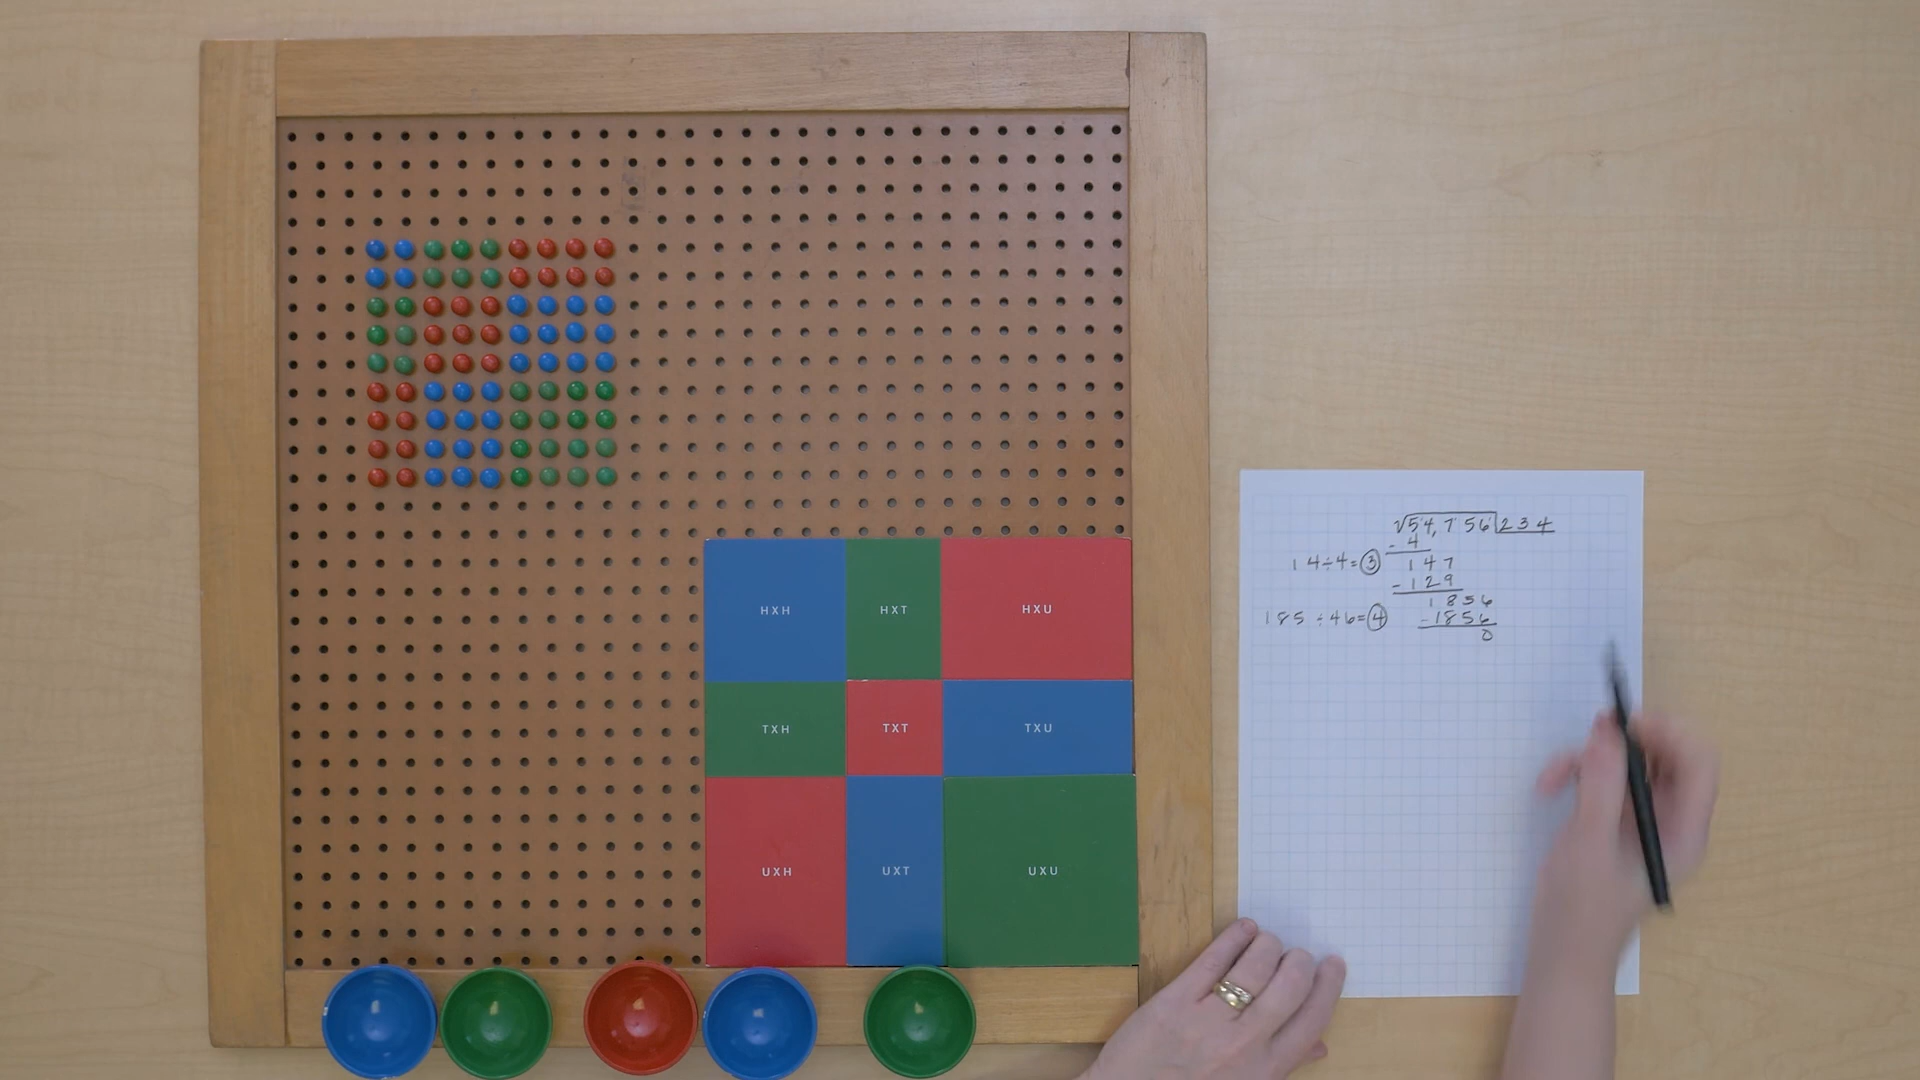 HXH HXT HXU
TXH TXT TXU
UXH UXT UXU
√54,756 234
- 4
14÷4=3 147
-129
1856
185÷46=4 -1856
0